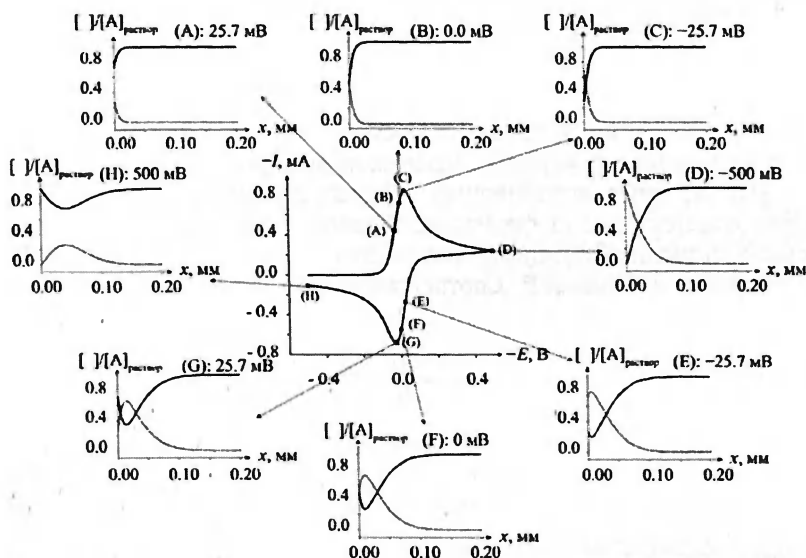 [ ]/[A]раствор (A): 25.7 мВ
0.8
0.4
0.0
0.00 0.10 0.20 x, мм
[ ]/[A]раствор (B): 0.0 мВ
0.8
0.4
0.0
0.00 0.10 0.20 x, мм
[ ]/[A]раствор (C): −25.7 мВ
0.8
0.4
0.0
0.00 0.10 0.20 x, мм
[ ]/[A]раствор (H): 500 мВ
0.8
0.4
0.0
0.00 0.10 0.20
x, мм
−I, мА
0.8
0.4
0.0
- 0.4
- 0.8
- 0.4 0.0 0.4
−E, В
(A)
(B)
(C)
(D)
(E)
(F)
(G)
(H)
[ ]/[A]раствор (D): −500 мВ
0.8
0.4
0.0
0.00 0.10 0.20
x, мм
[ ]/[A]раствор
(G): 25.7 мВ
0.8
0.4
0.0
0.00 0.10 0.20
x, мм
[ ]/[A]раствор
(F): 0 мВ
0.8
0.4
0.0
0.00 0.10 0.20
x, мм
[ ]/[A]раствор
(E): −25.7 мВ
0.8
0.4
0.0
0.00 0.10 0.20
x, мм